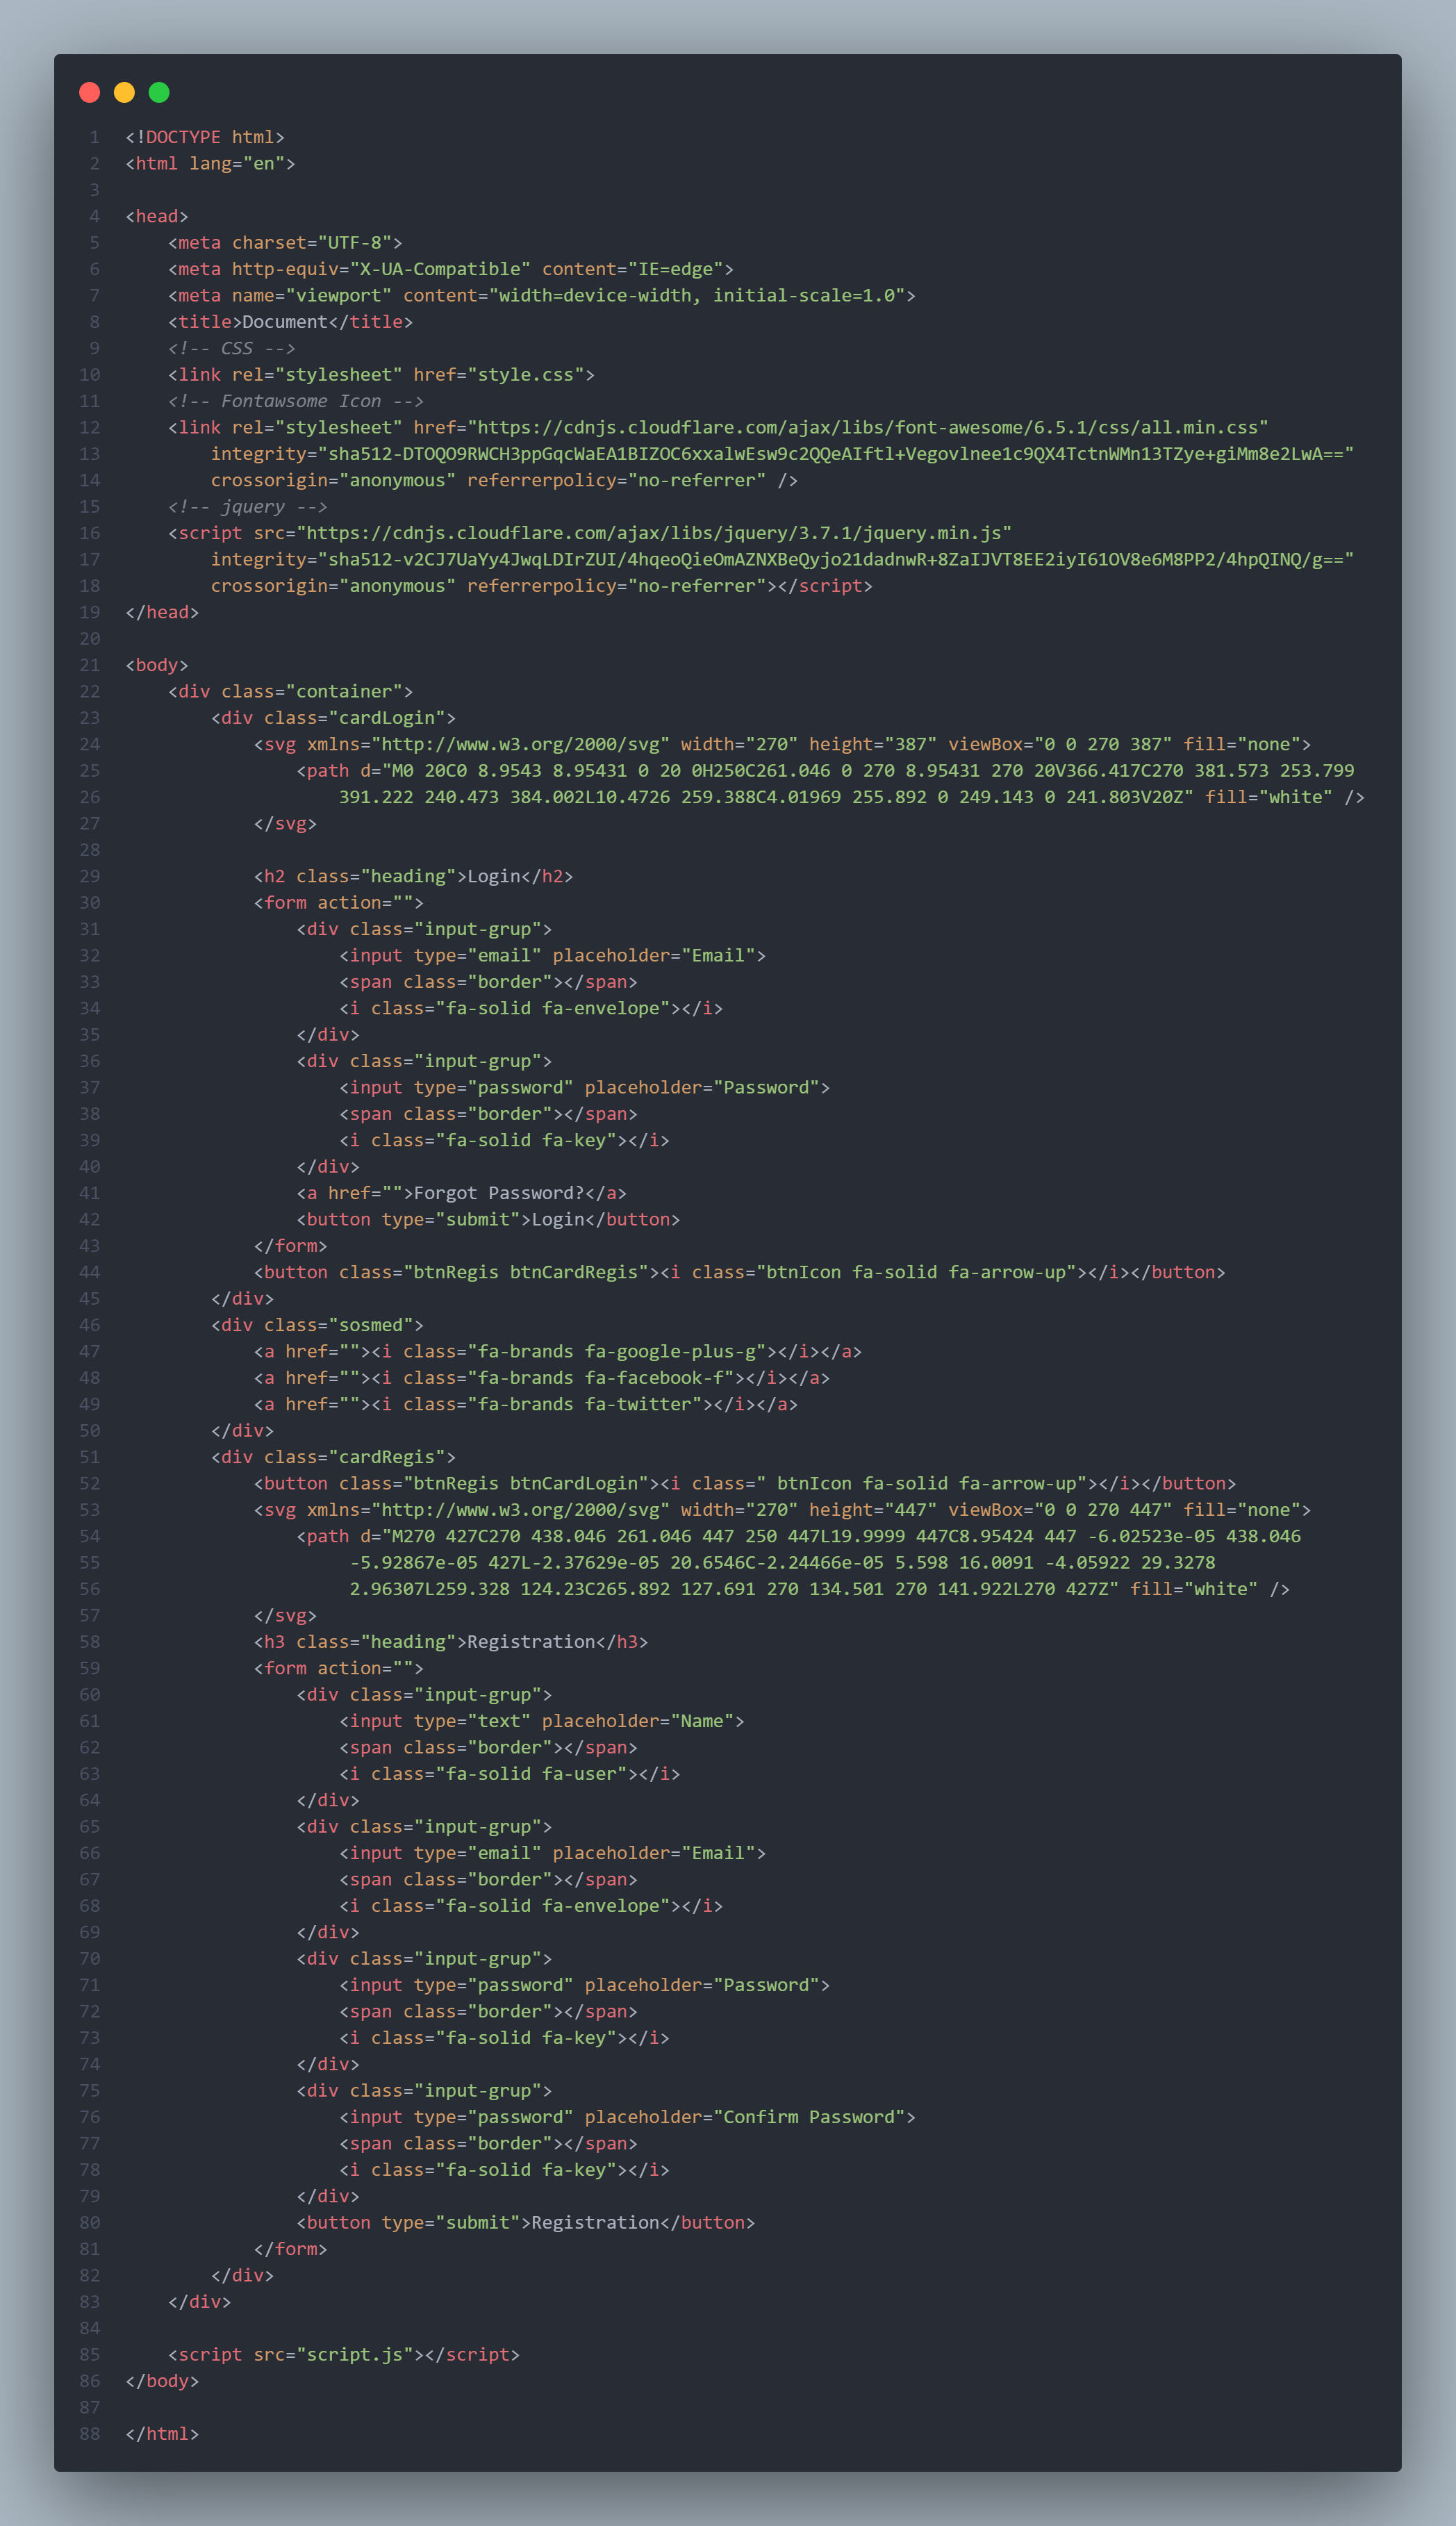 1 <!DOCTYPE html>
2 <html lang="en">
3
4 <head>
5     <meta charset="UTF-8">
6     <meta http-equiv="X-UA-Compatible" content="IE=edge">
7     <meta name="viewport" content="width=device-width, initial-scale=1.0">
8     <title>Document</title>
9     <!-- CSS -->
10     <link rel="stylesheet" href="style.css">
11     <!-- Fontawsome Icon -->
12     <link rel="stylesheet" href="https://cdnjs.cloudflare.com/ajax/libs/font-awesome/6.5.1/css/all.min.css"
13         integrity="sha512-DTOQO9RWCH3ppGqcWaEA1BIZOC6xxalwEsw9c2QQeAIftl+Vegovlnee1c9QX4TctnWMn13TZye+giMm8e2LwA=="
14         crossorigin="anonymous" referrerpolicy="no-referrer" />
15     <!-- jquery -->
16     <script src="https://cdnjs.cloudflare.com/ajax/libs/jquery/3.7.1/jquery.min.js"
17         integrity="sha512-v2CJ7UaYy4JwqLDIrZUI/4hqeoQieOmAZNXBeQyjo21dadnwR+8ZaIJVT8EE2iyI61OV8e6M8PP2/4hpQINQ/g=="
18         crossorigin="anonymous" referrerpolicy="no-referrer"></script>
19 </head>
20
21 <body>
22     <div class="container">
23         <div class="cardLogin">
24             <svg xmlns="http://www.w3.org/2000/svg" width="270" height="387" viewBox="0 0 270 387" fill="none">
25                 <path d="M0 20C0 8.9543 8.95431 0 20 0H250C261.046 0 270 8.95431 270 20V366.417C270 381.573 253.799
26                     391.222 240.473 384.002L10.4726 259.388C4.01969 255.892 0 249.143 0 241.803V20Z" fill="white" />
27             </svg>
28
29             <h2 class="heading">Login</h2>
30             <form action="">
31                 <div class="input-grup">
32                     <input type="email" placeholder="Email">
33                     <span class="border"></span>
34                     <i class="fa-solid fa-envelope"></i>
35                 </div>
36                 <div class="input-grup">
37                     <input type="password" placeholder="Password">
38                     <span class="border"></span>
39                     <i class="fa-solid fa-key"></i>
40                 </div>
41                 <a href="">Forgot Password?</a>
42                 <button type="submit">Login</button>
43             </form>
44             <button class="btnRegis btnCardRegis"><i class="btnIcon fa-solid fa-arrow-up"></i></button>
45         </div>
46         <div class="sosmed">
47             <a href=""><i class="fa-brands fa-google-plus-g"></i></a>
48             <a href=""><i class="fa-brands fa-facebook-f"></i></a>
49             <a href=""><i class="fa-brands fa-twitter"></i></a>
50         </div>
51         <div class="cardRegis">
52             <button class="btnRegis btnCardLogin"><i class=" btnIcon fa-solid fa-arrow-up"></i></button>
53             <svg xmlns="http://www.w3.org/2000/svg" width="270" height="447" viewBox="0 0 270 447" fill="none">
54                 <path d="M270 427C270 438.046 261.046 447 250 447L19.9999 447C8.95424 447 -6.02523e-05 438.046
55                      -5.92867e-05 427L-2.37629e-05 20.6546C-2.24466e-05 5.598 16.0091 -4.05922 29.3278
56                      2.96307L259.328 124.23C265.892 127.691 270 134.501 270 141.922L270 427Z" fill="white" />
57             </svg>
58             <h3 class="heading">Registration</h3>
59             <form action="">
60                 <div class="input-grup">
61                     <input type="text" placeholder="Name">
62                     <span class="border"></span>
63                     <i class="fa-solid fa-user"></i>
64                 </div>
65                 <div class="input-grup">
66                     <input type="email" placeholder="Email">
67                     <span class="border"></span>
68                     <i class="fa-solid fa-envelope"></i>
69                 </div>
70                 <div class="input-grup">
71                     <input type="password" placeholder="Password">
72                     <span class="border"></span>
73                     <i class="fa-solid fa-key"></i>
74                 </div>
75                 <div class="input-grup">
76                     <input type="password" placeholder="Confirm Password">
77                     <span class="border"></span>
78                     <i class="fa-solid fa-key"></i>
79                 </div>
80                 <button type="submit">Registration</button>
81             </form>
82         </div>
83     </div>
84
85     <script src="script.js"></script>
86 </body>
87
88 </html>